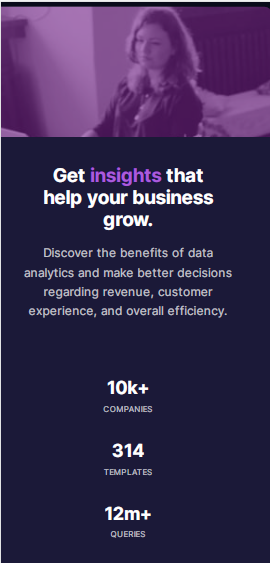 Get insights that
help your business
grow.
Discover the benefits of data
analytics and make better decisions
regarding revenue, customer
experience, and overall efficiency.
10k+
COMPANIES
314
TEMPLATES
12m+
QUERIES